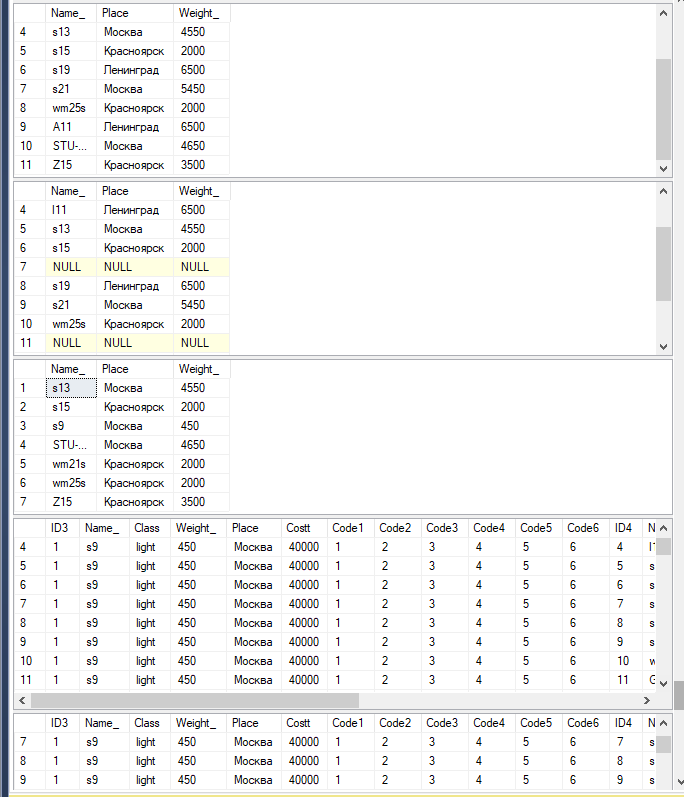 Name_ Place Weight_
4 s13 Москва 4550
5 s15 Красноярск 2000
6 s19 Ленинград 6500
7 s21 Москва 5450
8 wm25s Красноярск 2000
9 A11 Ленинград 6500
10 STU-... Москва 4650
11 Z15 Красноярск 3500
Name_ Place Weight_
4 l11 Ленинград 6500
5 s13 Москва 4550
6 s15 Красноярск 2000
7 NULL NULL NULL
8 s19 Ленинград 6500
9 s21 Москва 5450
10 wm25s Красноярск 2000
11 NULL NULL NULL
Name_ Place Weight_
1 s13 Москва 4550
2 s15 Красноярск 2000
3 s9 Москва 450
4 STU-... Москва 4650
5 wm21s Красноярск 2000
6 wm25s Красноярск 2000
7 Z15 Красноярск 3500
ID3 Name_ Class Weight_ Place Costt Code1 Code2 Code3 Code4 Code5 Code6 ID4 N
4 1 s9 light 450 Москва 40000 1 2 3 4 5 6 4 l1
5 1 s9 light 450 Москва 40000 1 2 3 4 5 6 5 s
6 1 s9 light 450 Москва 40000 1 2 3 4 5 6 6 s
7 1 s9 light 450 Москва 40000 1 2 3 4 5 6 7 s
8 1 s9 light 450 Москва 40000 1 2 3 4 5 6 8 s
9 1 s9 light 450 Москва 40000 1 2 3 4 5 6 9 s
10 1 s9 light 450 Москва 40000 1 2 3 4 5 6 10 w
11 1 s9 light 450 Москва 40000 1 2 3 4 5 6 11 G
ID3 Name_ Class Weight_ Place Costt Code1 Code2 Code3 Code4 Code5 Code6 ID4 N
7 1 s9 light 450 Москва 40000 1 2 3 4 5 6 7 s
8 1 s9 light 450 Москва 40000 1 2 3 4 5 6 8 s
9 1 s9 light 450 Москва 40000 1 2 3 4 5 6 9 s